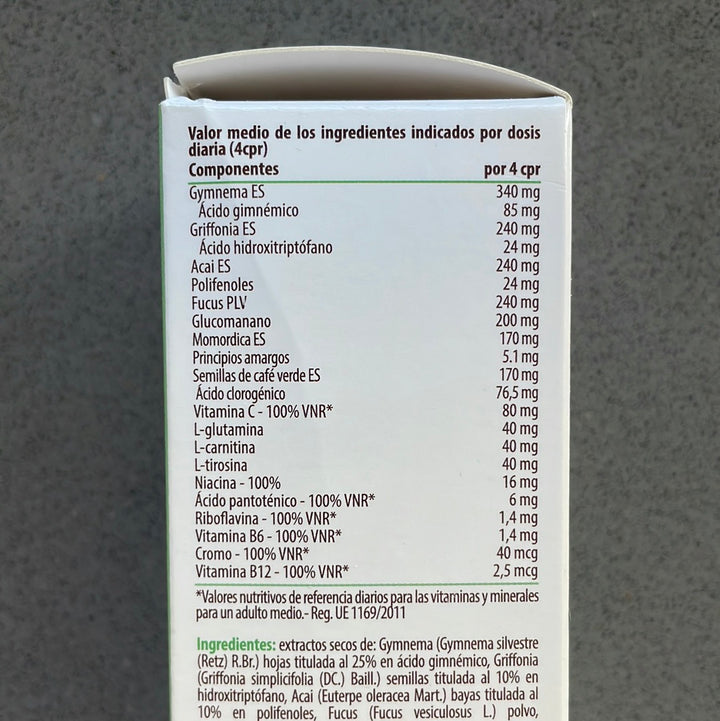 Valor medio de los ingredientes indicados por dosis
diaria (4cpr)
Componentes por 4 cpr
Gymnema ES 340 mg
Ácido gimnémico 85 mg
Griffonia ES 240 mg
Ácido hidroxitriptófano 24 mg
Acai ES 240 mg
Polifenoles 24 mg
Fucus PLV 240 mg
Glucomanano 200 mg
Momordica ES 170 mg
Principios amargos 5.1 mg
Semillas de café verde ES 170 mg
Ácido clorogénico 76,5 mg
Vitamina C - 100% VNR* 80 mg
L-glutamina 40 mg
L-carnitina 40 mg
L-tirosina 40 mg
Niacina - 100% 16 mg
Ácido pantoténico - 100% VNR* 6 mg
Riboflavina - 100% VNR* 1,4 mg
Vitamina B6 - 100% VNR* 1,4 mg
Cromo - 100% VNR* 40 mcg
Vitamina B12 - 100% VNR* 2,5 mcg
*Valores nutritivos de referencia diarios para las vitaminas y minerales
para un adulto medio.- Reg. UE 1169/2011
Ingredientes: extractos secos de: Gymnema (Gymnema silvestre
(Retz) R.Br.) hojas titulada al 25% en ácido gimnémico, Griffonia
(Griffonia simplicifolia (DC.) Baill.) semillas titulada al 10% en
hidroxitriptófano, Acai (Euterpe oleracea Mart.) bayas titulada al
10% en polifenoles, Fucus (Fucus vesiculosus L.) polvo,